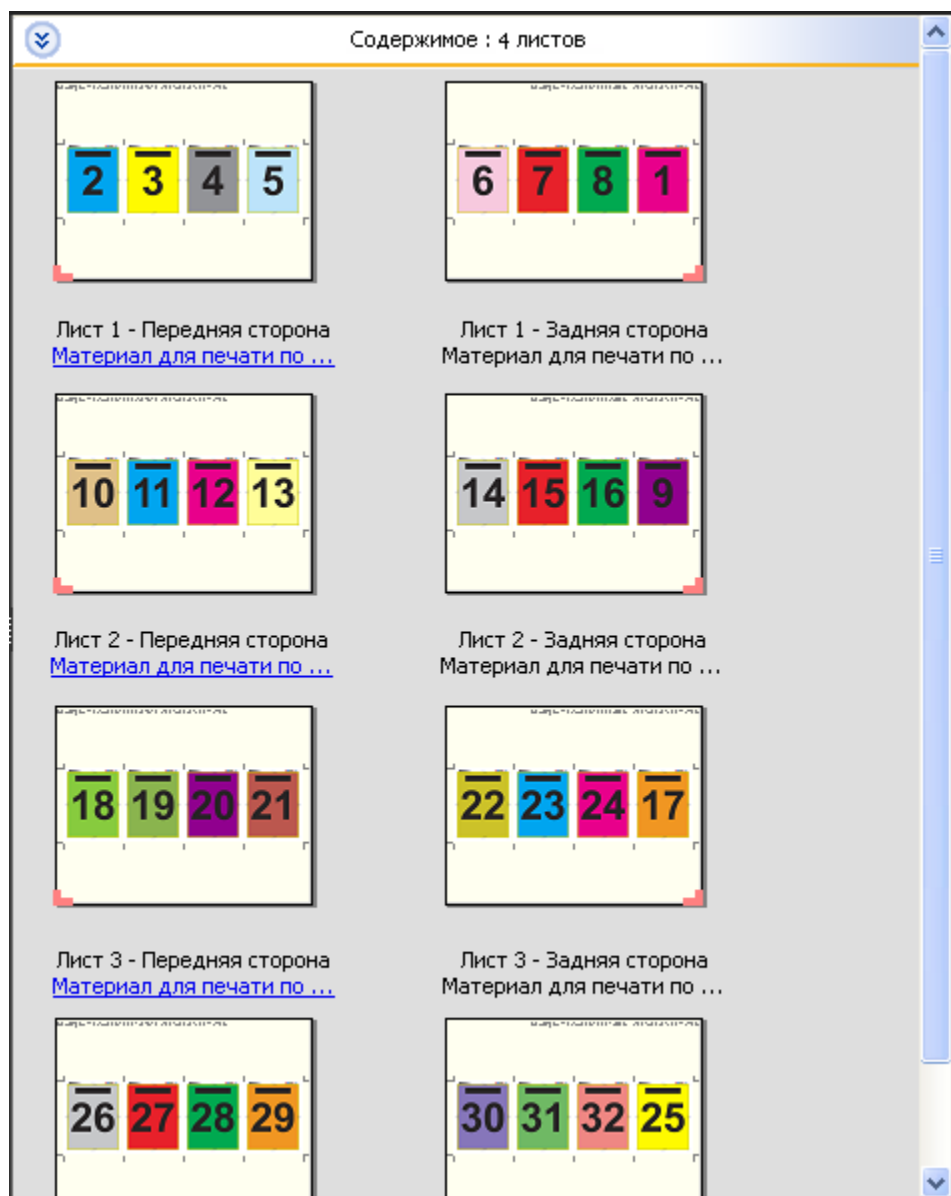 Содержимое : 4 листов
2 3 4 5
6 7 8 1
Лист 1 - Передняя сторона
Материал для печати по ...
Лист 1 - Задняя сторона
Материал для печати по ...
10 11 12 13
14 15 16 9
Лист 2 - Передняя сторона
Материал для печати по ...
Лист 2 - Задняя сторона
Материал для печати по ...
18 19 20 21
22 23 24 17
Лист 3 - Передняя сторона
Материал для печати по ...
Лист 3 - Задняя сторона
Материал для печати по ...
26 27 28 29
30 31 32 25